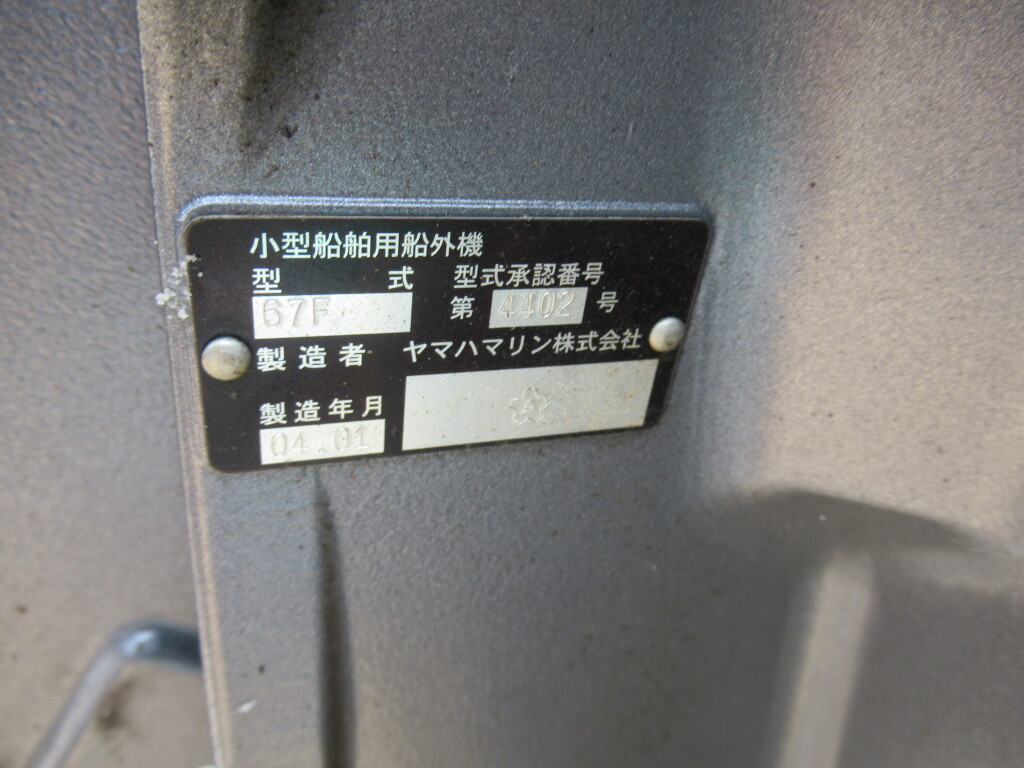 小型船舶用船外機
型式 型式承認番号
67F 第 4402 号
製造者 ヤマハマリン株式会社
製造年月
04.01